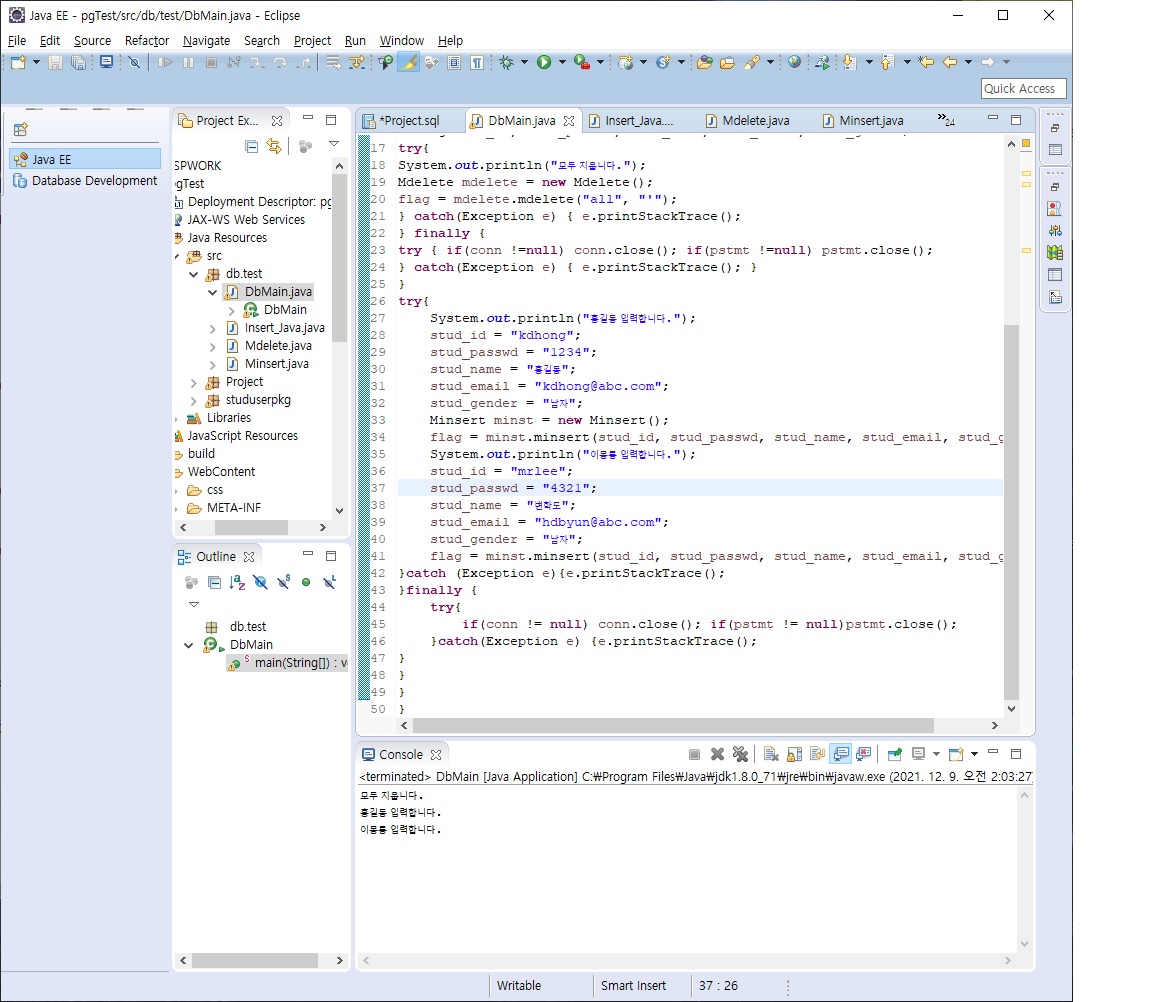 Java EE - pgTest/src/db/test/DbMain.java - Eclipse
File Edit Source Refactor Navigate Search Project Run Window Help
Quick Access
Java EE
Database Development
Project Ex...
SPWORK
gTest
Deployment Descriptor: pg
JAX-WS Web Services
Java Resources
src
db.test
DbMain.java
DbMain
Insert_Java.java
Mdelete.java
Minsert.java
Project
studuserpkg
Libraries
JavaScript Resources
build
WebContent
css
META-INF
Outline
db.test
DbMain
main(String[]) : v
*Project.sql DbMain.java Insert_Java.... Mdelete.java Minsert.java »24
17 try{
18 System.out.println("모두 지웁니다.");
19 Mdelete mdelete = new Mdelete();
20 flag = mdelete.mdelete("all", "'");
21 } catch(Exception e) { e.printStackTrace();
22 } finally {
23 try { if(conn !=null) conn.close(); if(pstmt !=null) pstmt.close();
24 } catch(Exception e) { e.printStackTrace(); }
25 }
26 try{
27 System.out.println("홍길동 입력합니다.");
28 stud_id = "kdhong";
29 stud_passwd = "1234";
30 stud_name = "홍길동";
31 stud_email = "kdhong@abc.com";
32 stud_gender = "남자";
33 Minsert minst = new Minsert();
34 flag = minst.minsert(stud_id, stud_passwd, stud_name, stud_email, stud_g
35 System.out.println("이몽룡 입력합니다.");
36 stud_id = "mrlee";
37 stud_passwd = "4321";
38 stud_name = "변학도";
39 stud_email = "hdbyun@abc.com";
40 stud_gender = "남자";
41 flag = minst.minsert(stud_id, stud_passwd, stud_name, stud_email, stud_g
42 }catch (Exception e){e.printStackTrace();
43 }finally {
44 try{
45 if(conn != null) conn.close(); if(pstmt != null)pstmt.close();
46 }catch(Exception e) {e.printStackTrace();
47 }
48 }
49 }
50 }
Console
<terminated> DbMain [Java Application] C:₩Program Files₩Java₩jdk1.8.0_71₩jre₩bin₩javaw.exe (2021. 12. 9. 오전 2:03:27)
모두 지웁니다.
홍길동 입력합니다.
이몽룡 입력합니다.
Writable Smart Insert 37 : 26